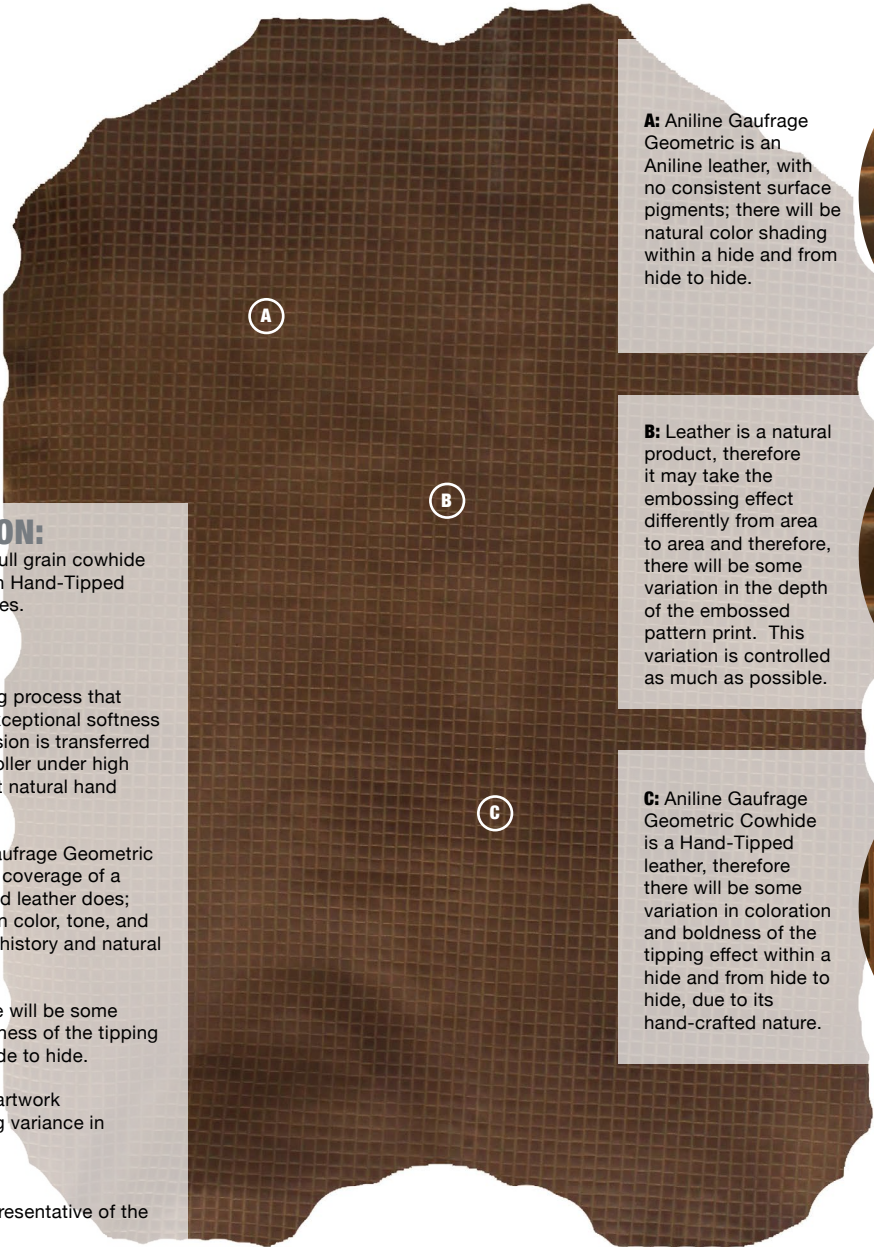 ON:
ull grain cowhide
n Hand-Tipped
es.
g process that
xceptional softness
sion is transferred
oller under high
t natural hand
aufrage Geometric
coverage of a
d leather does;
n color, tone, and
history and natural
e will be some
ness of the tipping
de to hide.
artwork
g variance in
resentative of the
A
B
C
A: Aniline Gaufrage
Geometric is an
Aniline leather, with
no consistent surface
pigments; there will be
natural color shading
within a hide and from
hide to hide.
B: Leather is a natural
product, therefore
it may take the
embossing effect
differently from area
to area and therefore,
there will be some
variation in the depth
of the embossed
pattern print.  This
variation is controlled
as much as possible.
C: Aniline Gaufrage
Geometric Cowhide
is a Hand-Tipped
leather, therefore
there will be some
variation in coloration
and boldness of the
tipping effect within a
hide and from hide to
hide, due to its
hand-crafted nature.